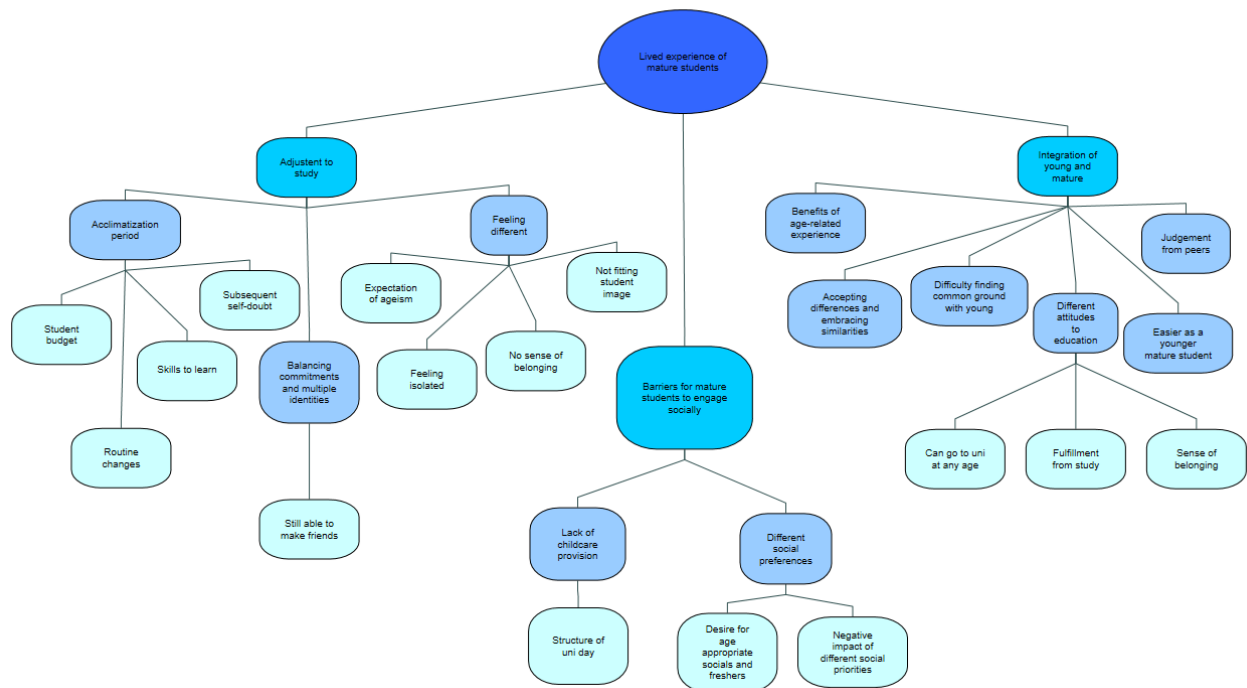 Lived experience of
mature students
Adjustent to
study
Integration of
young and
mature
Acclimatization
period
Feeling
different
Benefits of
age-related
experience
Judgement
from peers
Expectation
of ageism
Not fitting
student
image
Subsequent
self-doubt
Student
budget
Skills to learn
Accepting
differences and
embracing
similarities
Difficulty finding
common ground
with young
Different
attitudes to
education
Easier as a
younger
mature student
Balancing
commitments
and multiple
identities
Feeling
isolated
No sense of
belonging
Barriers for mature
students to engage
socially
Routine
changes
Can go to uni
at any age
Fulfillment
from study
Sense of
belonging
Still able to
make friends
Lack of
childcare
provision
Different
social
preferences
Structure of
uni day
Desire for
age
appropriate
socials and
freshers
Negative
impact of
different social
priorities